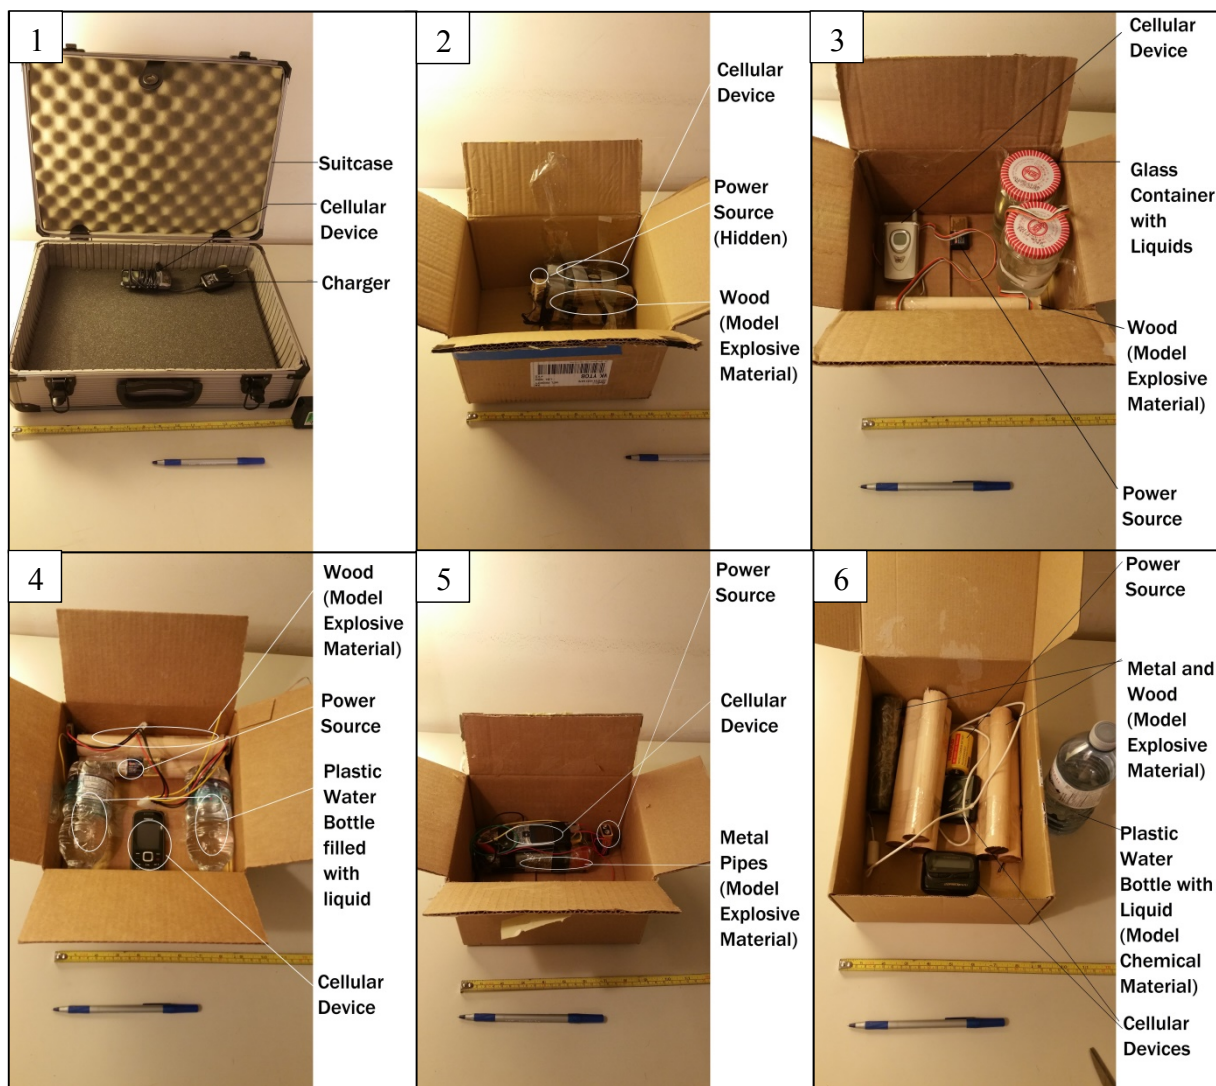 1
Suitcase
Cellular
Device
Charger
2
Cellular
Device
Power
Source
(Hidden)
Wood
(Model
Explosive
Material)
3
Cellular
Device
Glass
Container
with
Liquids
Wood
(Model
Explosive
Material)
Power
Source
4
Wood
(Model
Explosive
Material)
Power
Source
Plastic
Water
Bottle
filled
with
liquid
Cellular
Device
5
Power
Source
Cellular
Device
Metal
Pipes
(Model
Explosive
Material)
6
Power
Source
Metal and
Wood
(Model
Explosive
Material)
Plastic
Water
Bottle with
Liquid
(Model
Chemical
Material)
Cellular
Devices